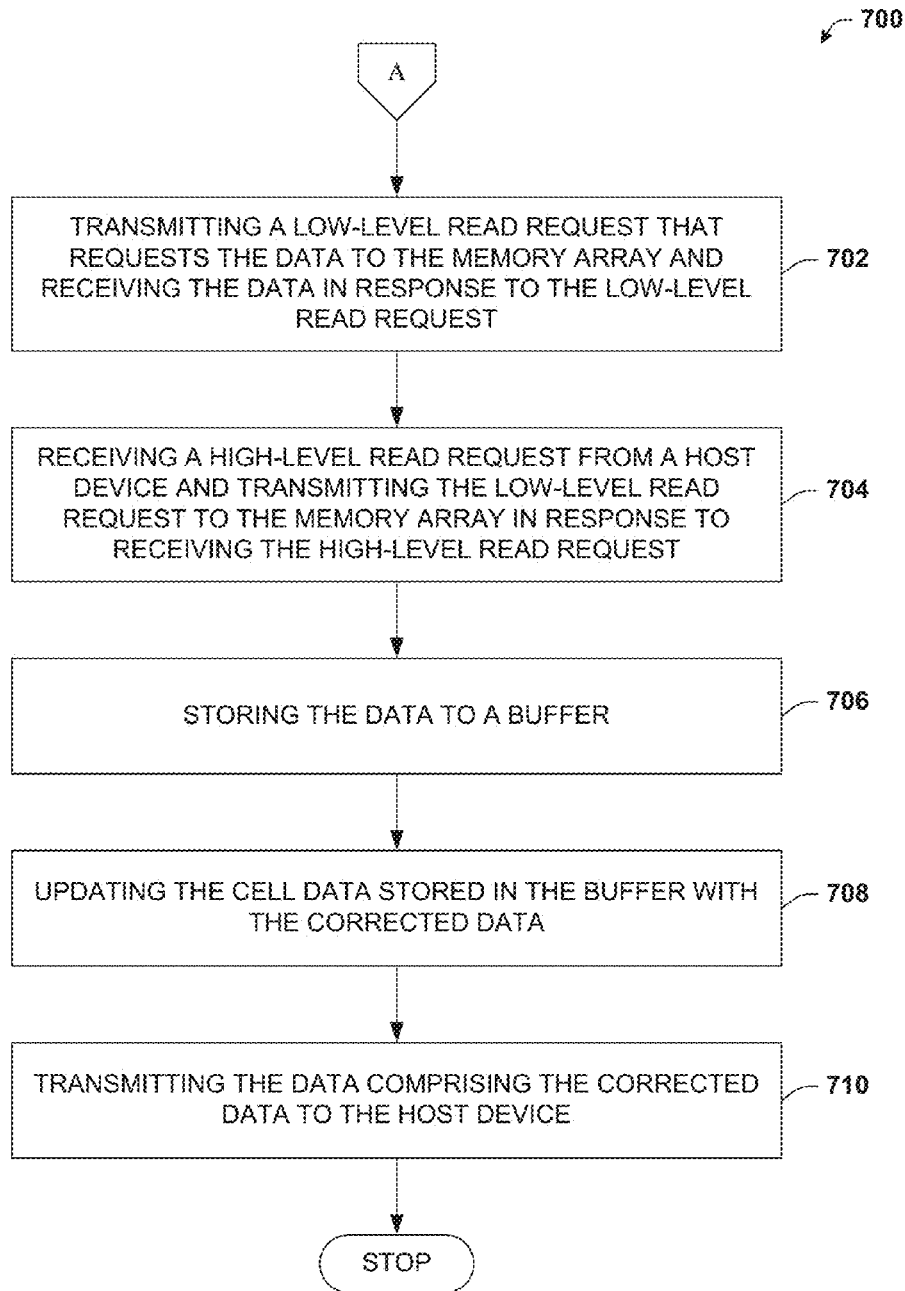 700
A
TRANSMITTING A LOW-LEVEL READ REQUEST THAT
REQUESTS THE DATA TO THE MEMORY ARRAY AND
RECEIVING THE DATA IN RESPONSE TO THE LOW-LEVEL
READ REQUEST
702
RECEIVING A HIGH-LEVEL READ REQUEST FROM A HOST
DEVICE AND TRANSMITTING THE LOW-LEVEL READ
REQUEST TO THE MEMORY ARRAY IN RESPONSE TO
RECEIVING THE HIGH-LEVEL READ REQUEST
704
STORING THE DATA TO A BUFFER
706
UPDATING THE CELL DATA STORED IN THE BUFFER WITH
THE CORRECTED DATA
708
TRANSMITTING THE DATA COMPRISING THE CORRECTED
DATA TO THE HOST DEVICE
710
STOP